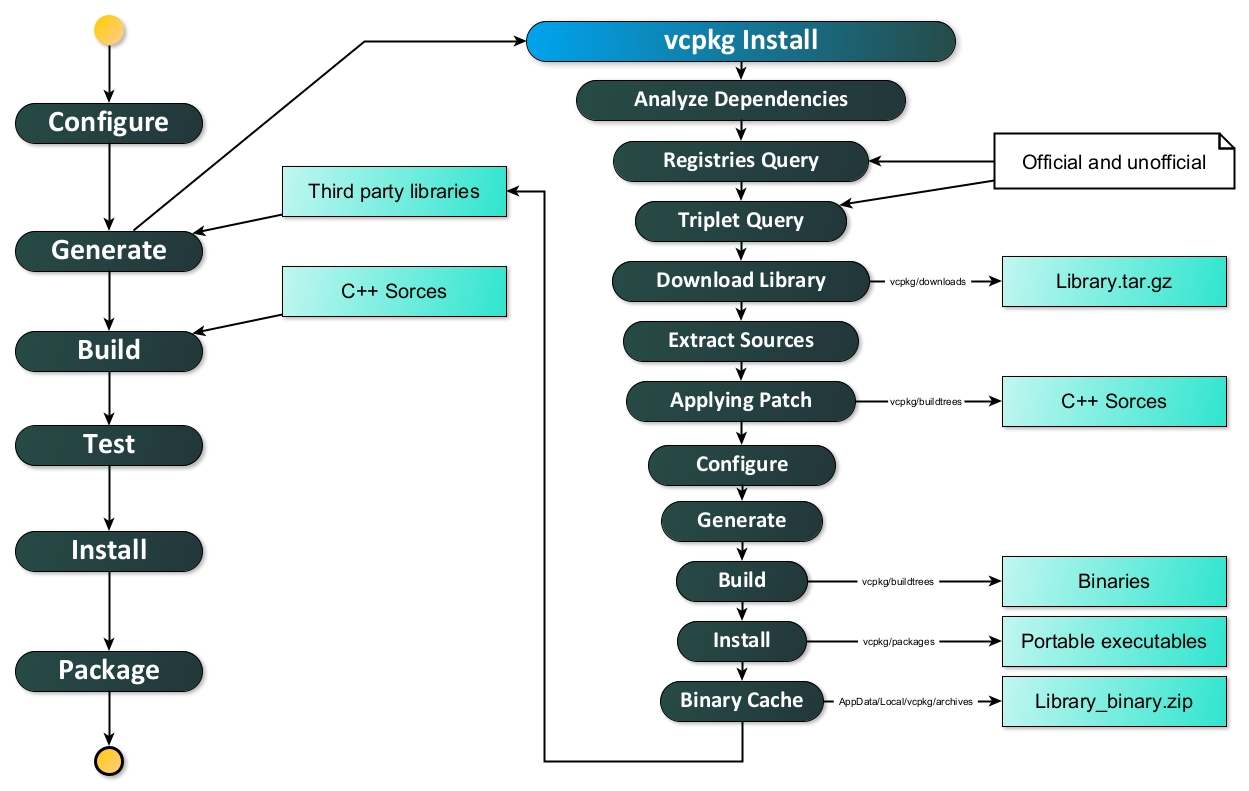 Configure
Generate
Third party libraries
C++ Sorces
Build
Test
Install
Package
vcpkg Install
Analyze Dependencies
Registries Query
Official and unofficial
Triplet Query
Download Library
vcpkg/downloads
Library.tar.gz
Extract Sources
Applying Patch
vcpkg/buildtrees
C++ Sorces
Configure
Generate
Build
vcpkg/buildtrees
Binaries
Install
vcpkg/packages
Portable executables
Binary Cache
AppData/Local/vcpkg/archives
Library_binary.zip